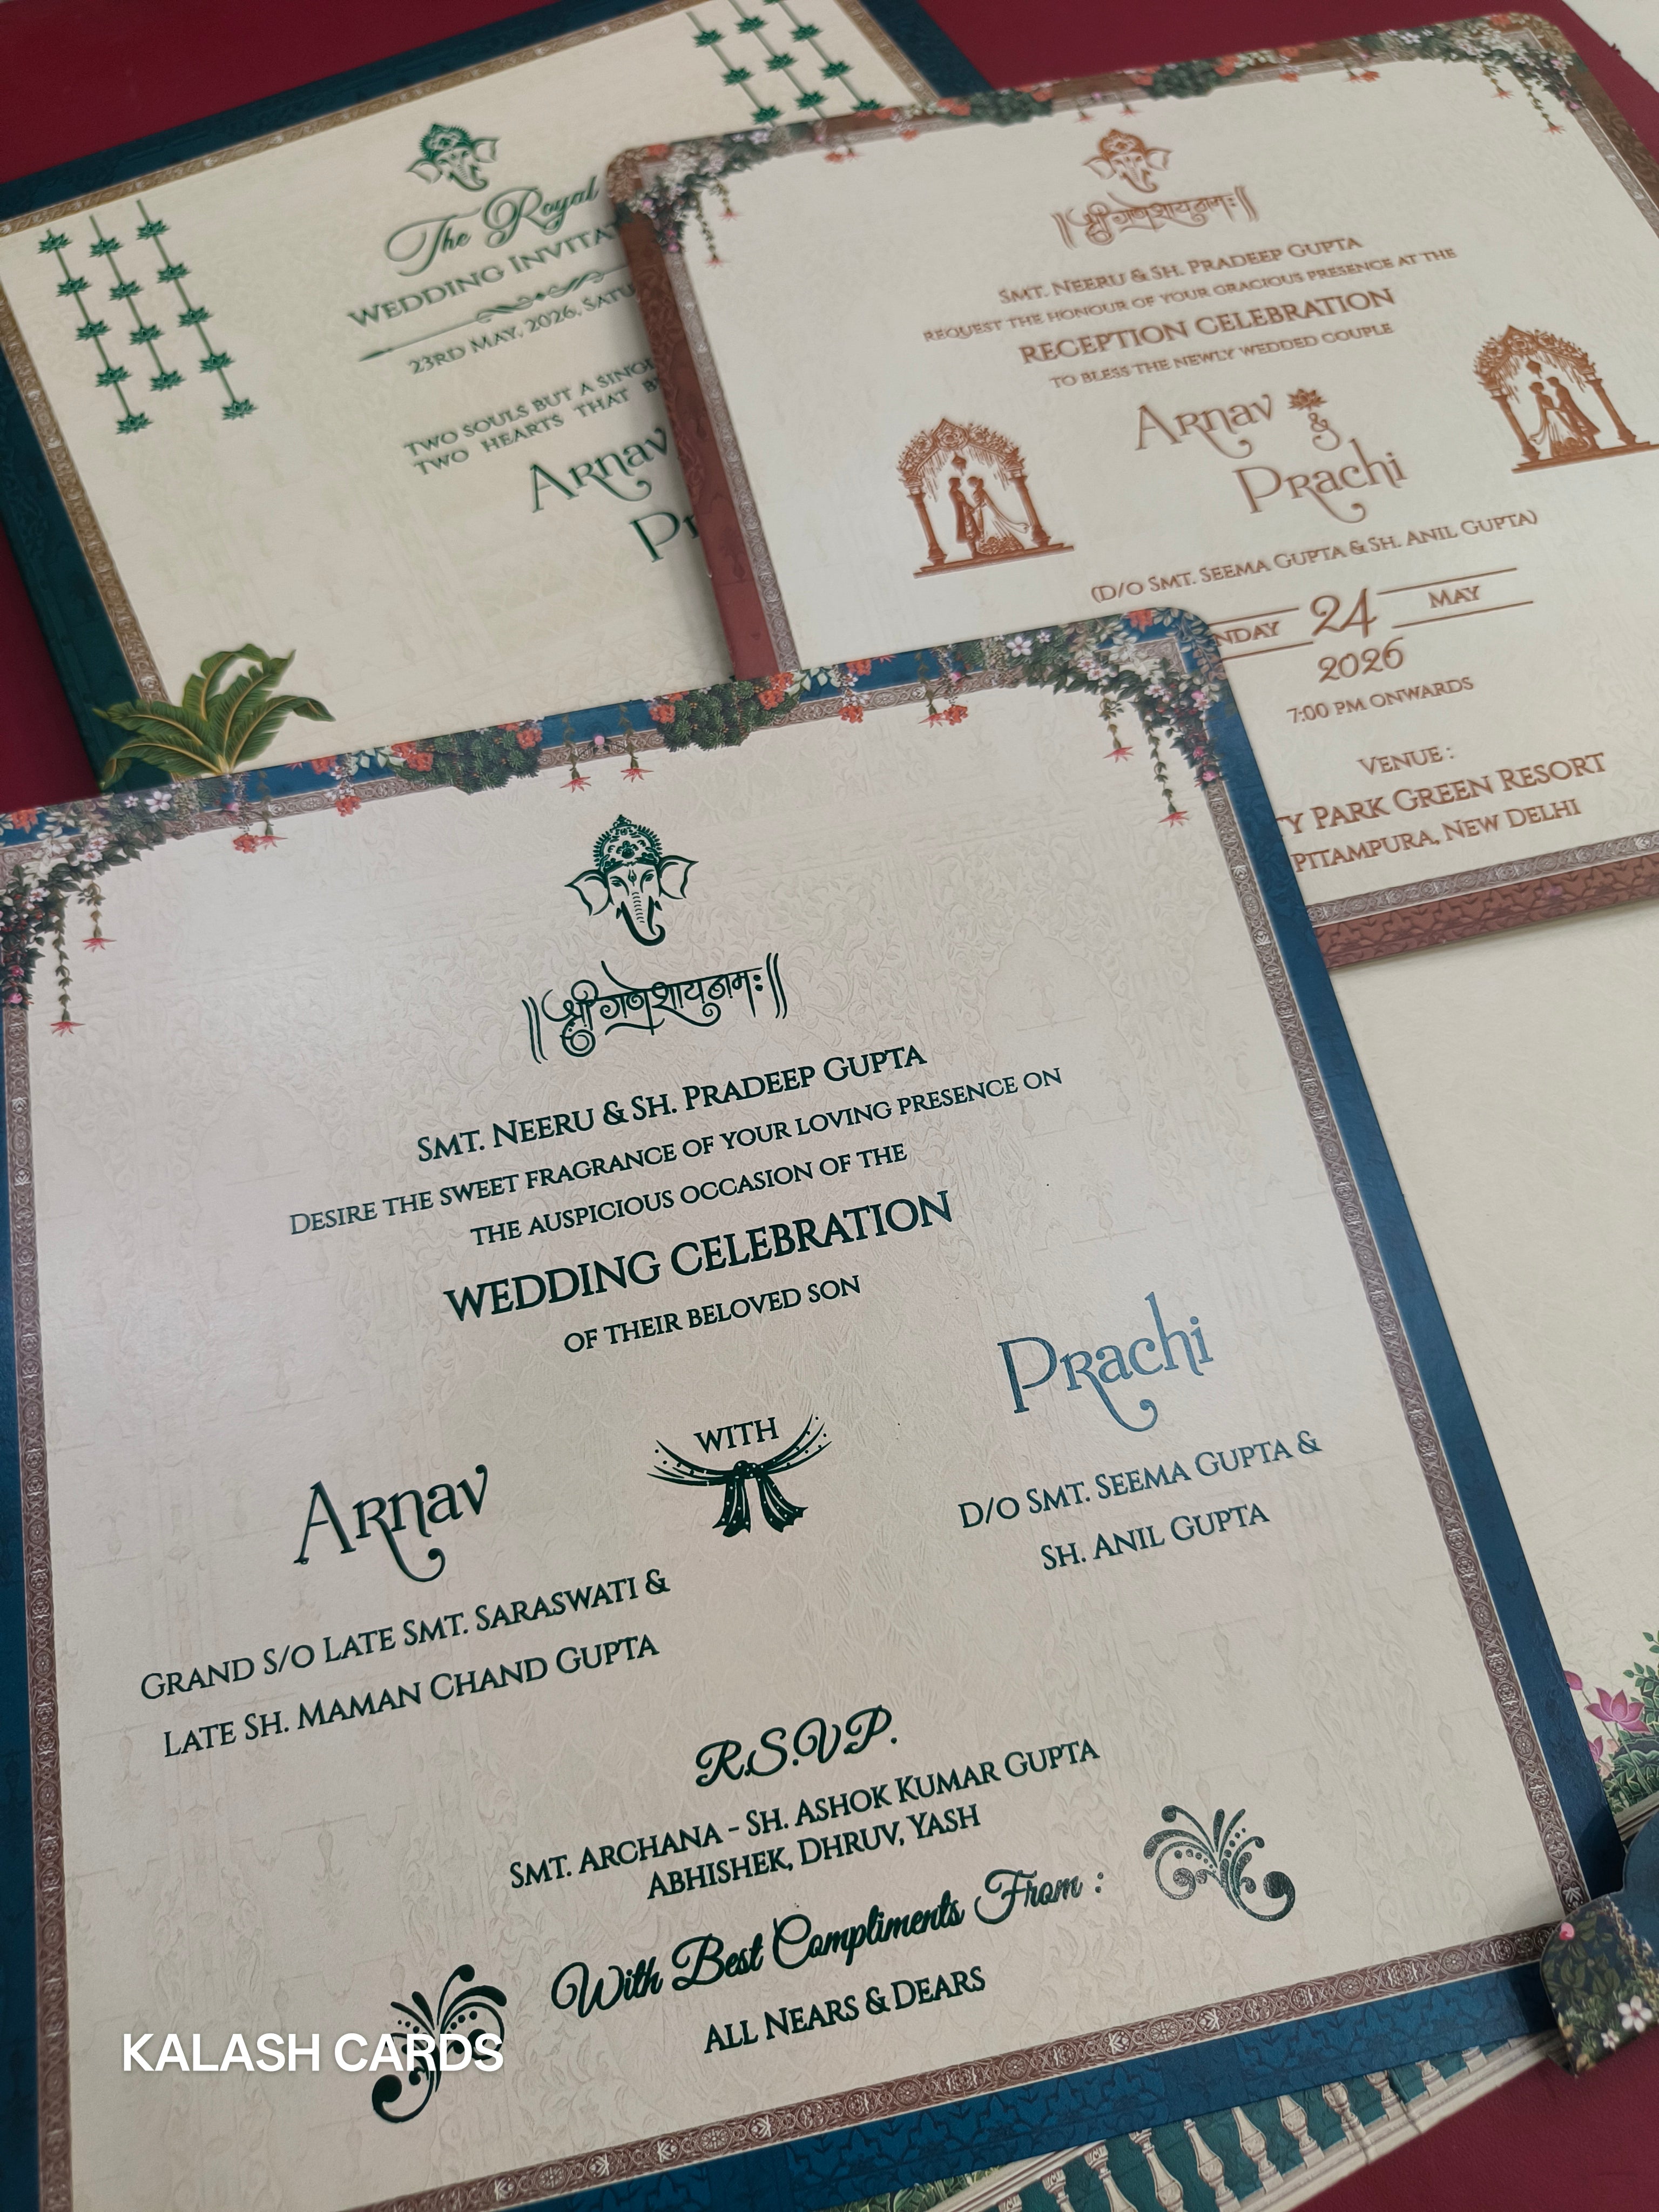 The Royal
WEDDING
23RD MAY, 2026,
TWO SOULS BUT A
TWO HEARTS THAT
Arnav
|| श्री गणेशाय नमः ||
SMT. NEERU & SH. PRADEEP GUPTA
REQUEST THE HONOUR OF YOUR GRACIOUS PRESENCE AT THE
RECEPTION CELEBRATION
TO BLESS THE NEWLY WEDDED COUPLE
Arnav
&
Prachi
(D/O SMT. SEEMA GUPTA & SH. ANIL GUPTA)
24 MAY
2026
7:00 PM ONWARDS
VENUE :
PARK GREEN RESORT
PITAMPURA, NEW DELHI
|| श्री गणेशाय नमः ||
SMT. NEERU & SH. PRADEEP GUPTA
DESIRE THE SWEET FRAGRANCE OF YOUR LOVING PRESENCE ON
THE AUSPICIOUS OCCASION OF THE
WEDDING CELEBRATION
OF THEIR BELOVED SON
Arnav
GRAND S/O LATE SMT. SARASWATI &
LATE SH. MAMAN CHAND GUPTA
WITH
Prachi
D/O SMT. SEEMA GUPTA &
SH. ANIL GUPTA
R.S.V.P.
SMT. ARCHANA - SH. ASHOK KUMAR GUPTA
ABHISHEK, DHRUV, YASH
With Best Compliments From :
ALL NEARS & DEARS
KALASH CARDS